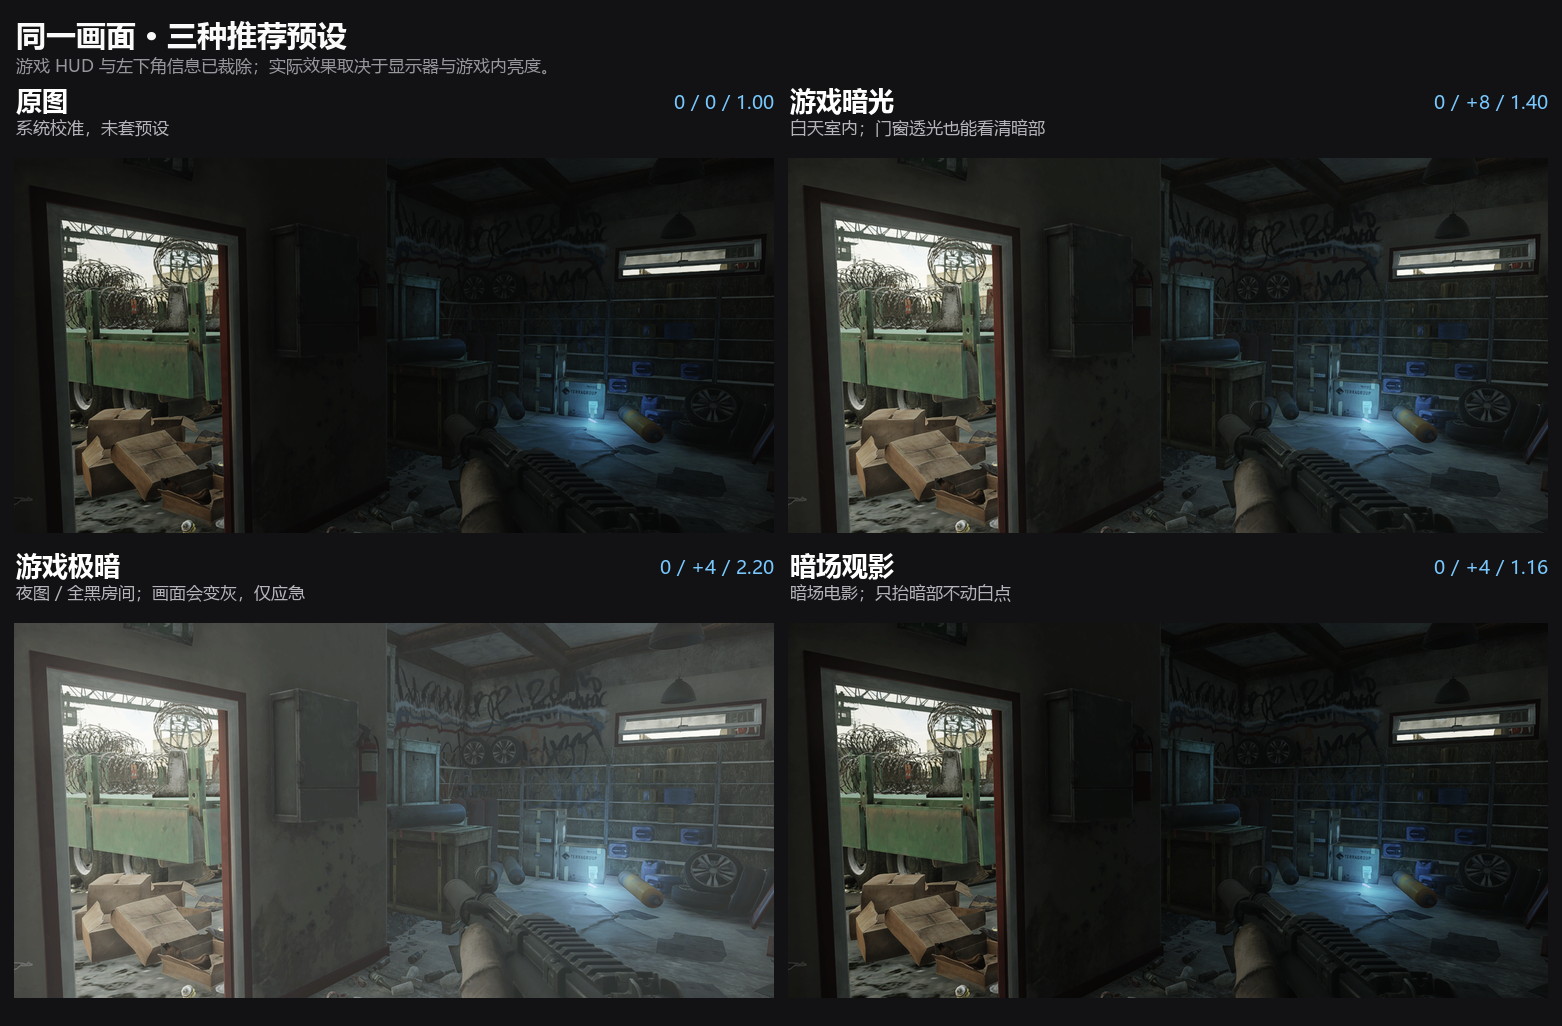 同一画面 • 三种推荐预设
游戏 HUD 与左下角信息已裁除；实际效果取决于显示器与游戏内亮度。
原图
0 / 0 / 1.00
系统校准，未套预设
游戏暗光
0 / +8 / 1.40
白天室内；门窗透光也能看清暗部
游戏极暗
0 / +4 / 2.20
夜图 / 全黑房间；画面会变灰，仅应急
暗场观影
0 / +4 / 1.16
暗场电影；只抬暗部不动白点
TERRAGROUP
TERRAGROUP
TERRAGROUP
TERRAGROUP